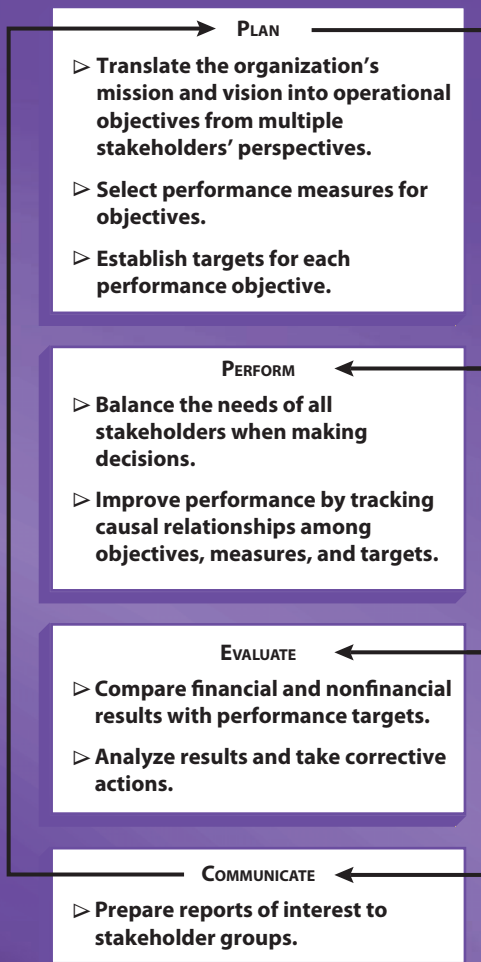 PLAN
▷ Translate the organization’s
mission and vision into operational
objectives from multiple
stakeholders’ perspectives.
▷ Select performance measures for
objectives.
▷ Establish targets for each
performance objective.
PERFORM
▷ Balance the needs of all
stakeholders when making
decisions.
▷ Improve performance by tracking
causal relationships among
objectives, measures, and targets.
EVALUATE
▷ Compare financial and nonfinancial
results with performance targets.
▷ Analyze results and take corrective
actions.
COMMUNICATE
▷ Prepare reports of interest to
stakeholder groups.